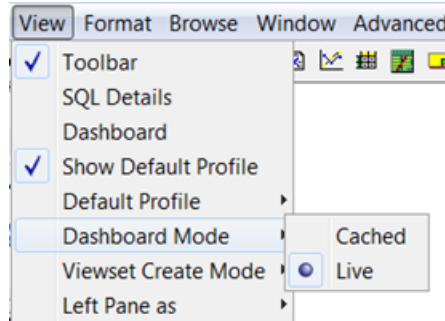 View Format Browse Window Advanced
Toolbar
SQL Details
Dashboard
Show Default Profile
Default Profile
Dashboard Mode
Cached
Viewset Create Mode
Live
Left Pane as